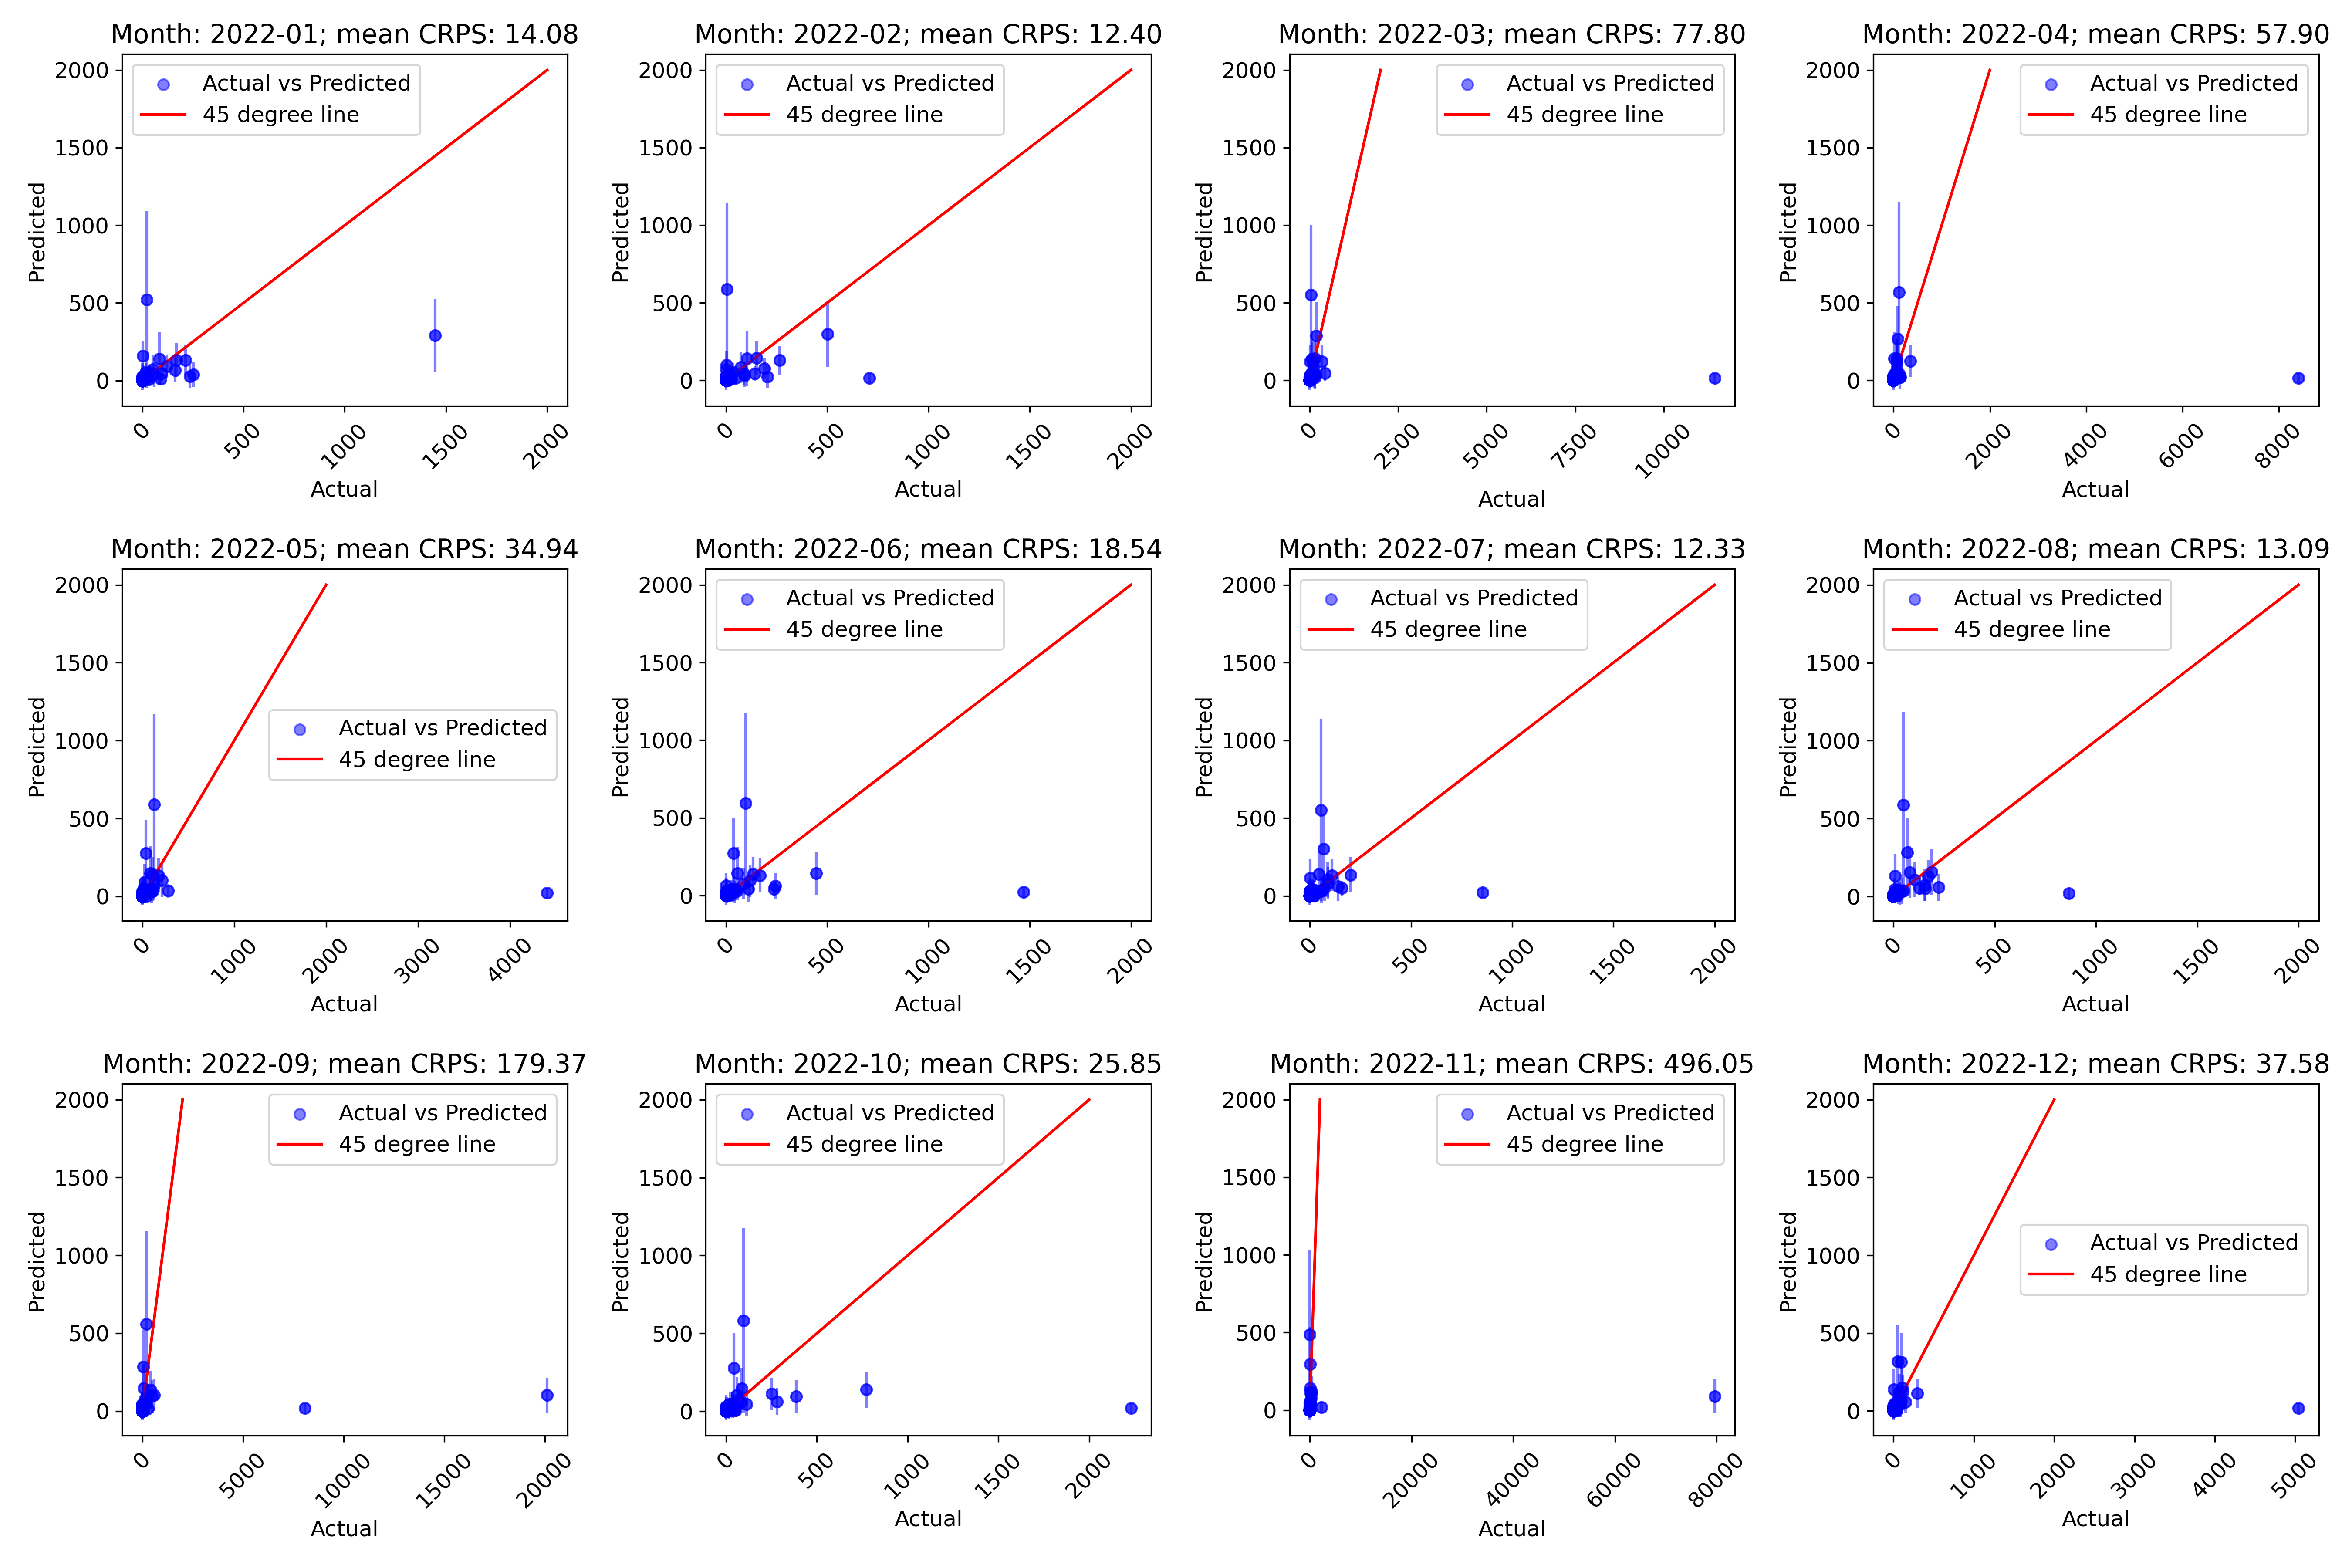 Month: 2022-01; mean CRPS: 14.08
2000
1500
1000
500
0
Predicted
Actual vs Predicted
45 degree line
0
500
1000
1500
2000
Actual
Month: 2022-02; mean CRPS: 12.40
2000
1500
1000
500
0
Predicted
Actual vs Predicted
45 degree line
0
500
1000
1500
2000
Actual
Month: 2022-03; mean CRPS: 77.80
2000
1500
1000
500
0
Predicted
Actual vs Predicted
45 degree line
0
2500
5000
7500
10000
Actual
Month: 2022-04; mean CRPS: 57.90
2000
1500
1000
500
0
Predicted
Actual vs Predicted
45 degree line
0
2000
4000
6000
8000
Actual
Month: 2022-05; mean CRPS: 34.94
2000
1500
1000
500
0
Predicted
Actual vs Predicted
45 degree line
0
1000
2000
3000
4000
Actual
Month: 2022-06; mean CRPS: 18.54
2000
1500
1000
500
0
Predicted
Actual vs Predicted
45 degree line
0
500
1000
1500
2000
Actual
Month: 2022-07; mean CRPS: 12.33
2000
1500
1000
500
0
Predicted
Actual vs Predicted
45 degree line
0
500
1000
1500
2000
Actual
Month: 2022-08; mean CRPS: 13.09
2000
1500
1000
500
0
Predicted
Actual vs Predicted
45 degree line
0
500
1000
1500
2000
Actual
Month: 2022-09; mean CRPS: 179.37
2000
1500
1000
500
0
Predicted
Actual vs Predicted
45 degree line
0
5000
10000
15000
20000
Actual
Month: 2022-10; mean CRPS: 25.85
2000
1500
1000
500
0
Predicted
Actual vs Predicted
45 degree line
0
500
1000
1500
2000
Actual
Month: 2022-11; mean CRPS: 496.05
2000
1500
1000
500
0
Predicted
Actual vs Predicted
45 degree line
0
20000
40000
60000
80000
Actual
Month: 2022-12; mean CRPS: 37.58
2000
1500
1000
500
0
Predicted
Actual vs Predicted
45 degree line
0
1000
2000
3000
4000
5000
Actual